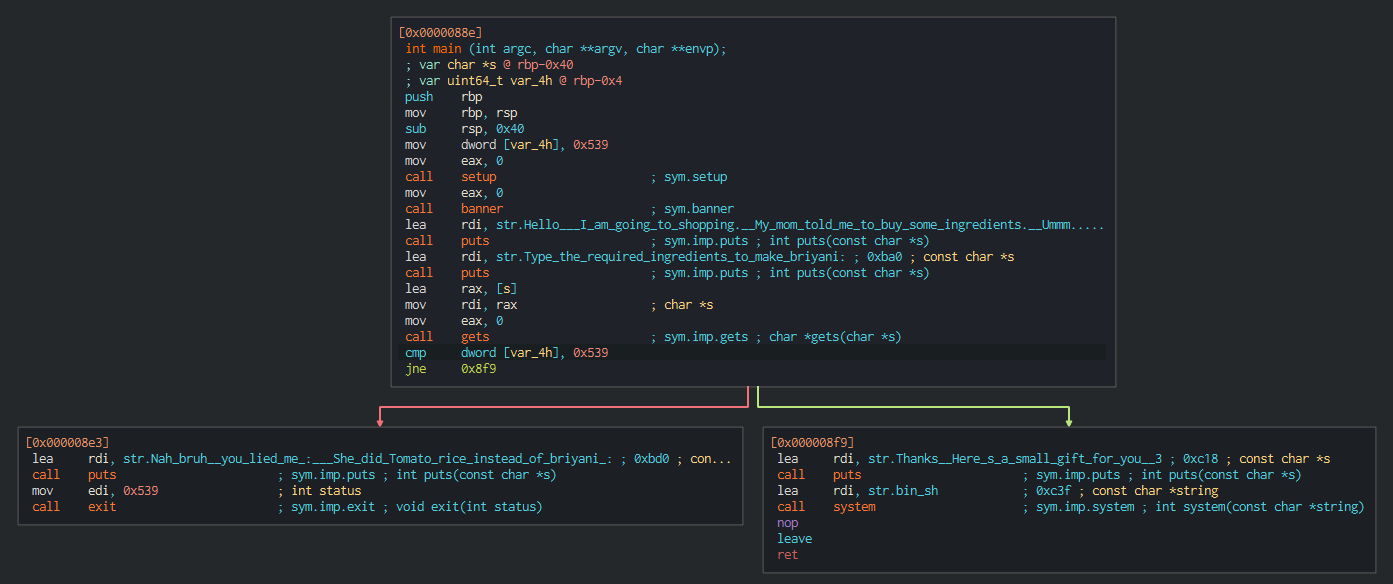 [0x0000088e]
int main (int argc, char **argv, char **envp);
; var char *s @ rbp-0x40
; var uint64_t var_4h @ rbp-0x4
push rbp
mov rbp, rsp
sub rsp, 0x40
mov dword [var_4h], 0x539
mov eax, 0
call setup ; sym.setup
mov eax, 0
call banner ; sym.banner
lea rdi, str.Hello___I_am_going_to_shopping.__My_mom_told_me_to_buy_some_ingredients.__Ummm.....
call puts ; sym.imp.puts ; int puts(const char *s)
lea rdi, str.Type_the_required_ingredients_to_make_briyani: ; 0xba0 ; const char *s
call puts ; sym.imp.puts ; int puts(const char *s)
lea rax, [s]
mov rdi, rax ; char *s
mov eax, 0
call gets ; sym.imp.gets ; char *gets(char *s)
cmp dword [var_4h], 0x539
jne 0x8f9
[0x000008e3]
lea rdi, str.Nah_bruh__you_lied_me_:___She_did_Tomato_rice_instead_of_briyani_: ; 0xbd0 ; con...
call puts ; sym.imp.puts ; int puts(const char *s)
mov edi, 0x539 ; int status
call exit ; sym.imp.exit ; void exit(int status)
[0x000008f9]
lea rdi, str.Thanks__Here_s_a_small_gift_for_you__3 ; 0xc18 ; const char *s
call puts ; sym.imp.puts ; int puts(const char *s)
lea rdi, str.bin_sh ; 0xc3f ; const char *string
call system ; sym.imp.system ; int system(const char *string)
nop
leave
ret